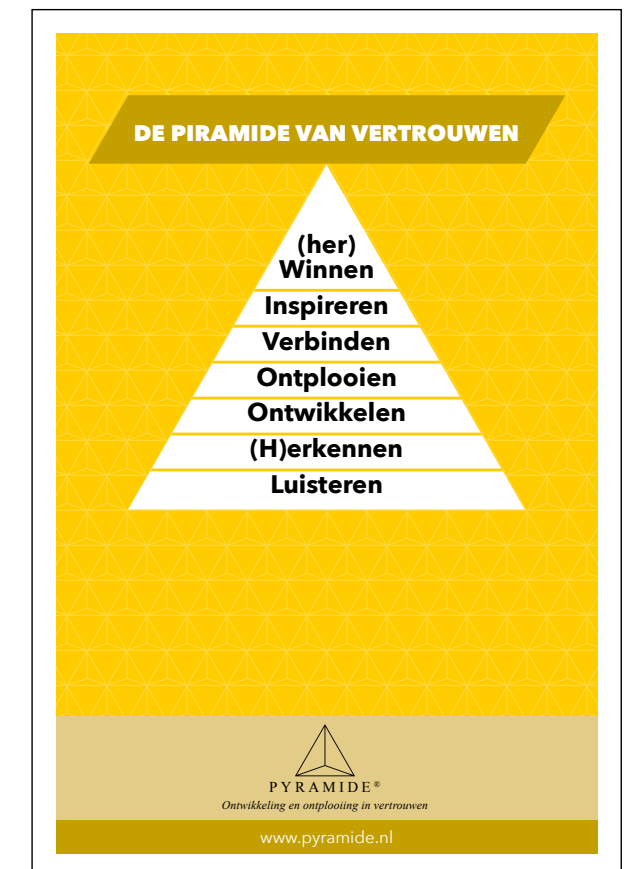 DE PIRAMIDE VAN VERTROUWEN
(her)
Winnen
Inspireren
Verbinden
Ontplooien
Ontwikkelen
(H)erkennen
Luisteren
PYRAMIDE®
Ontwikkeling en ontplooiing in vertrouwen
www.pyramide.nl